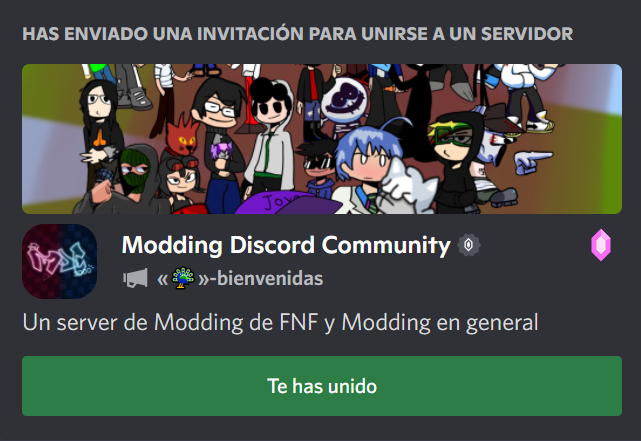 HAS ENVIADO UNA INVITACIÓN PARA UNIRSE A UN SERVIDOR
Modding Discord Community
«🦚»-bienvenidas
Un server de Modding de FNF y Modding en general
Te has unido